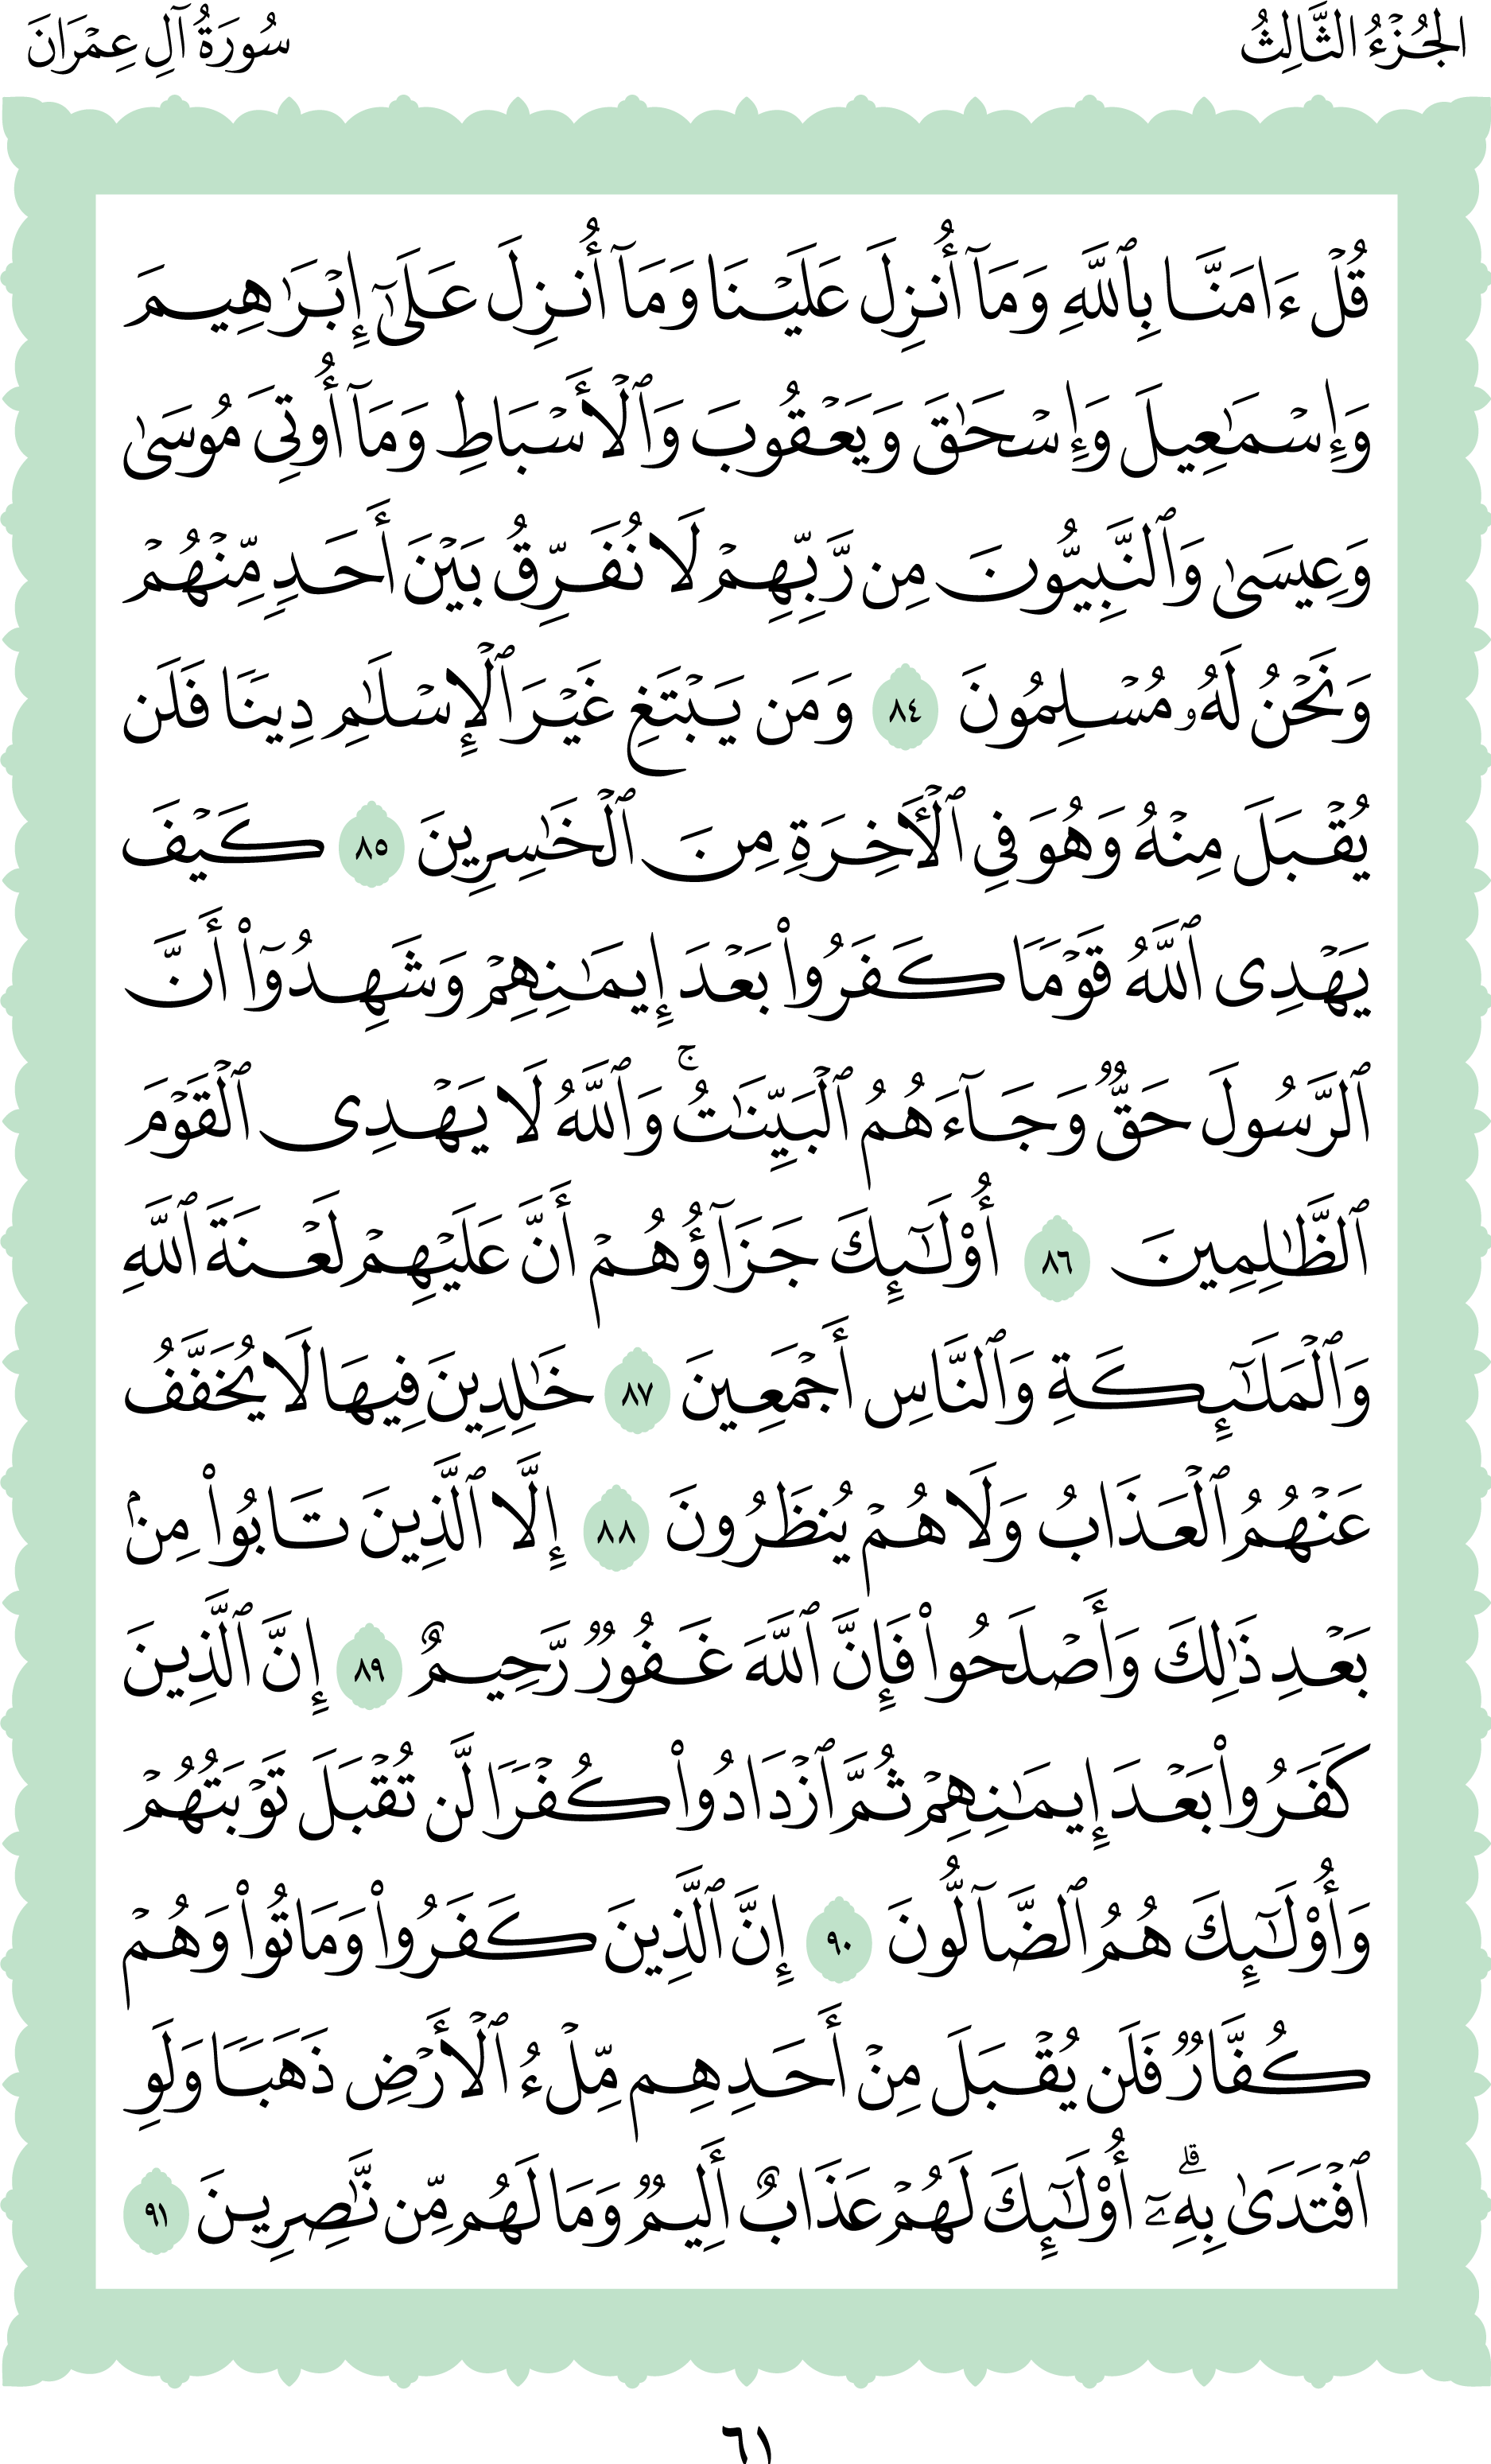 الجُزْءُ الثَّالِثُ
سُورَةُ آلِ عِمْرَانَ
قُلْ ءَامَنَّا بِٱللَّهِ وَمَآ أُنزِلَ عَلَيْنَا وَمَآ أُنزِلَ عَلَىٰٓ إِبْرَٰهِيمَ
وَإِسْمَٰعِيلَ وَإِسْحَٰقَ وَيَعْقُوبَ وَٱلْأَسْبَاطِ وَمَآ أُوتِىَ مُوسَىٰ
وَعِيسَىٰ وَٱلنَّبِيُّونَ مِن رَّبِّهِمْ لَا نُفَرِّقُ بَيْنَ أَحَدٍ مِّنْهُمْ
وَنَحْنُ لَهُۥ مُسْلِمُونَ ٨٤ وَمَن يَبْتَغِ غَيْرَ ٱلْإِسْلَٰمِ دِينًا فَلَن
يُقْبَلَ مِنْهُ وَهُوَ فِى ٱلْأَخِرَةِ مِنَ ٱلْخَٰسِرِينَ ٨٥ كَيْفَ
يَهْدِى ٱللَّهُ قَوْمًا كَفَرُوا۟ بَعْدَ إِيمَٰنِهِمْ وَشَهِدُوٓا۟ أَنَّ
ٱلرَّسُولَ حَقٌّ وَجَآءَهُمُ ٱلْبَيِّنَٰتُ ۚ وَٱللَّهُ لَا يَهْدِى ٱلْقَوْمَ
ٱلظَّٰلِمِينَ ٨٦ أُو۟لَٰٓئِكَ جَزَآؤُهُمْ أَنَّ عَلَيْهِمْ لَعْنَةَ ٱللَّهِ
وَٱلْمَلَٰٓئِكَةِ وَٱلنَّاسِ أَجْمَعِينَ ٨٧ خَٰلِدِينَ فِيهَا لَا يُخَفَّفُ
عَنْهُمُ ٱلْعَذَابُ وَلَا هُمْ يُنظَرُونَ ٨٨ إِلَّا ٱلَّذِينَ تَابُوا۟ مِنۢ
بَعْدِ ذَٰلِكَ وَأَصْلَحُوا۟ فَإِنَّ ٱللَّهَ غَفُورٌ رَّحِيمٌ ٨٩ إِنَّ ٱلَّذِينَ
كَفَرُوا۟ بَعْدَ إِيمَٰنِهِمْ ثُمَّ ٱزْدَادُوا۟ كُفْرًا لَّن تُقْبَلَ تَوْبَتُهُمْ
وَأُو۟لَٰٓئِكَ هُمُ ٱلضَّآلُّونَ ٩٠ إِنَّ ٱلَّذِينَ كَفَرُوا۟ وَمَاتُوا۟ وَهُمْ
كُفَّارٌ فَلَن يُقْبَلَ مِنْ أَحَدِهِم مِّلْءُ ٱلْأَرْضِ ذَهَبًا وَلَوِ
ٱفْتَدَىٰ بِهِۦٓ ۗ أُو۟لَٰٓئِكَ لَهُمْ عَذَابٌ أَلِيمٌ وَمَا لَهُم مِّن نَّٰصِرِينَ ٩١
٦١